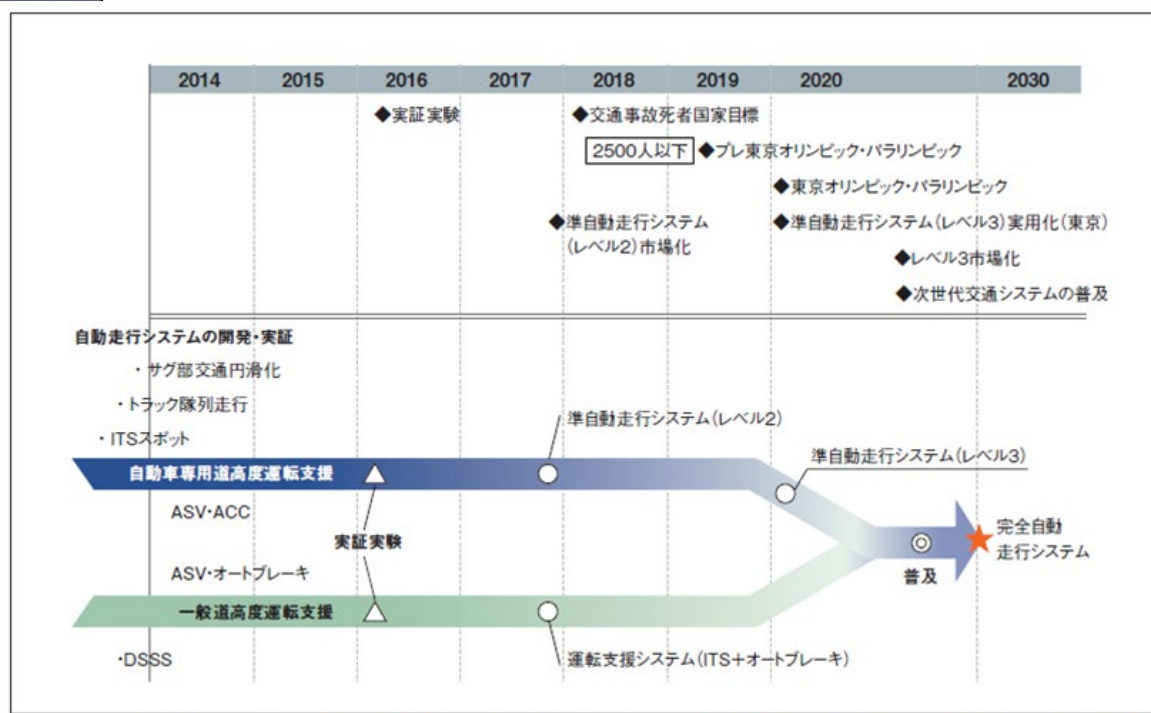 2014 2015 2016 2017 2018 2019 2020 2030
◆実証実験 ◆交通事故死者国家目標
2500人以下 ◆プレ東京オリンピック・パラリンピック
◆東京オリンピック・パラリンピック
◆準自動走行システム
(レベル2)市場化
◆準自動走行システム(レベル3)実用化(東京)
◆レベル3市場化
◆次世代交通システムの普及
自動走行システムの開発・実証
・サグ部交通円滑化
・トラック隊列走行
・ITSスポット
準自動走行システム(レベル2)
準自動走行システム(レベル3)
自動車専用道高度運転支援
ASV・ACC
実証実験
ASV・オートブレーキ
完全自動
走行システム
普及
一般道高度運転支援
・DSSS
運転支援システム(ITS+オートブレーキ)